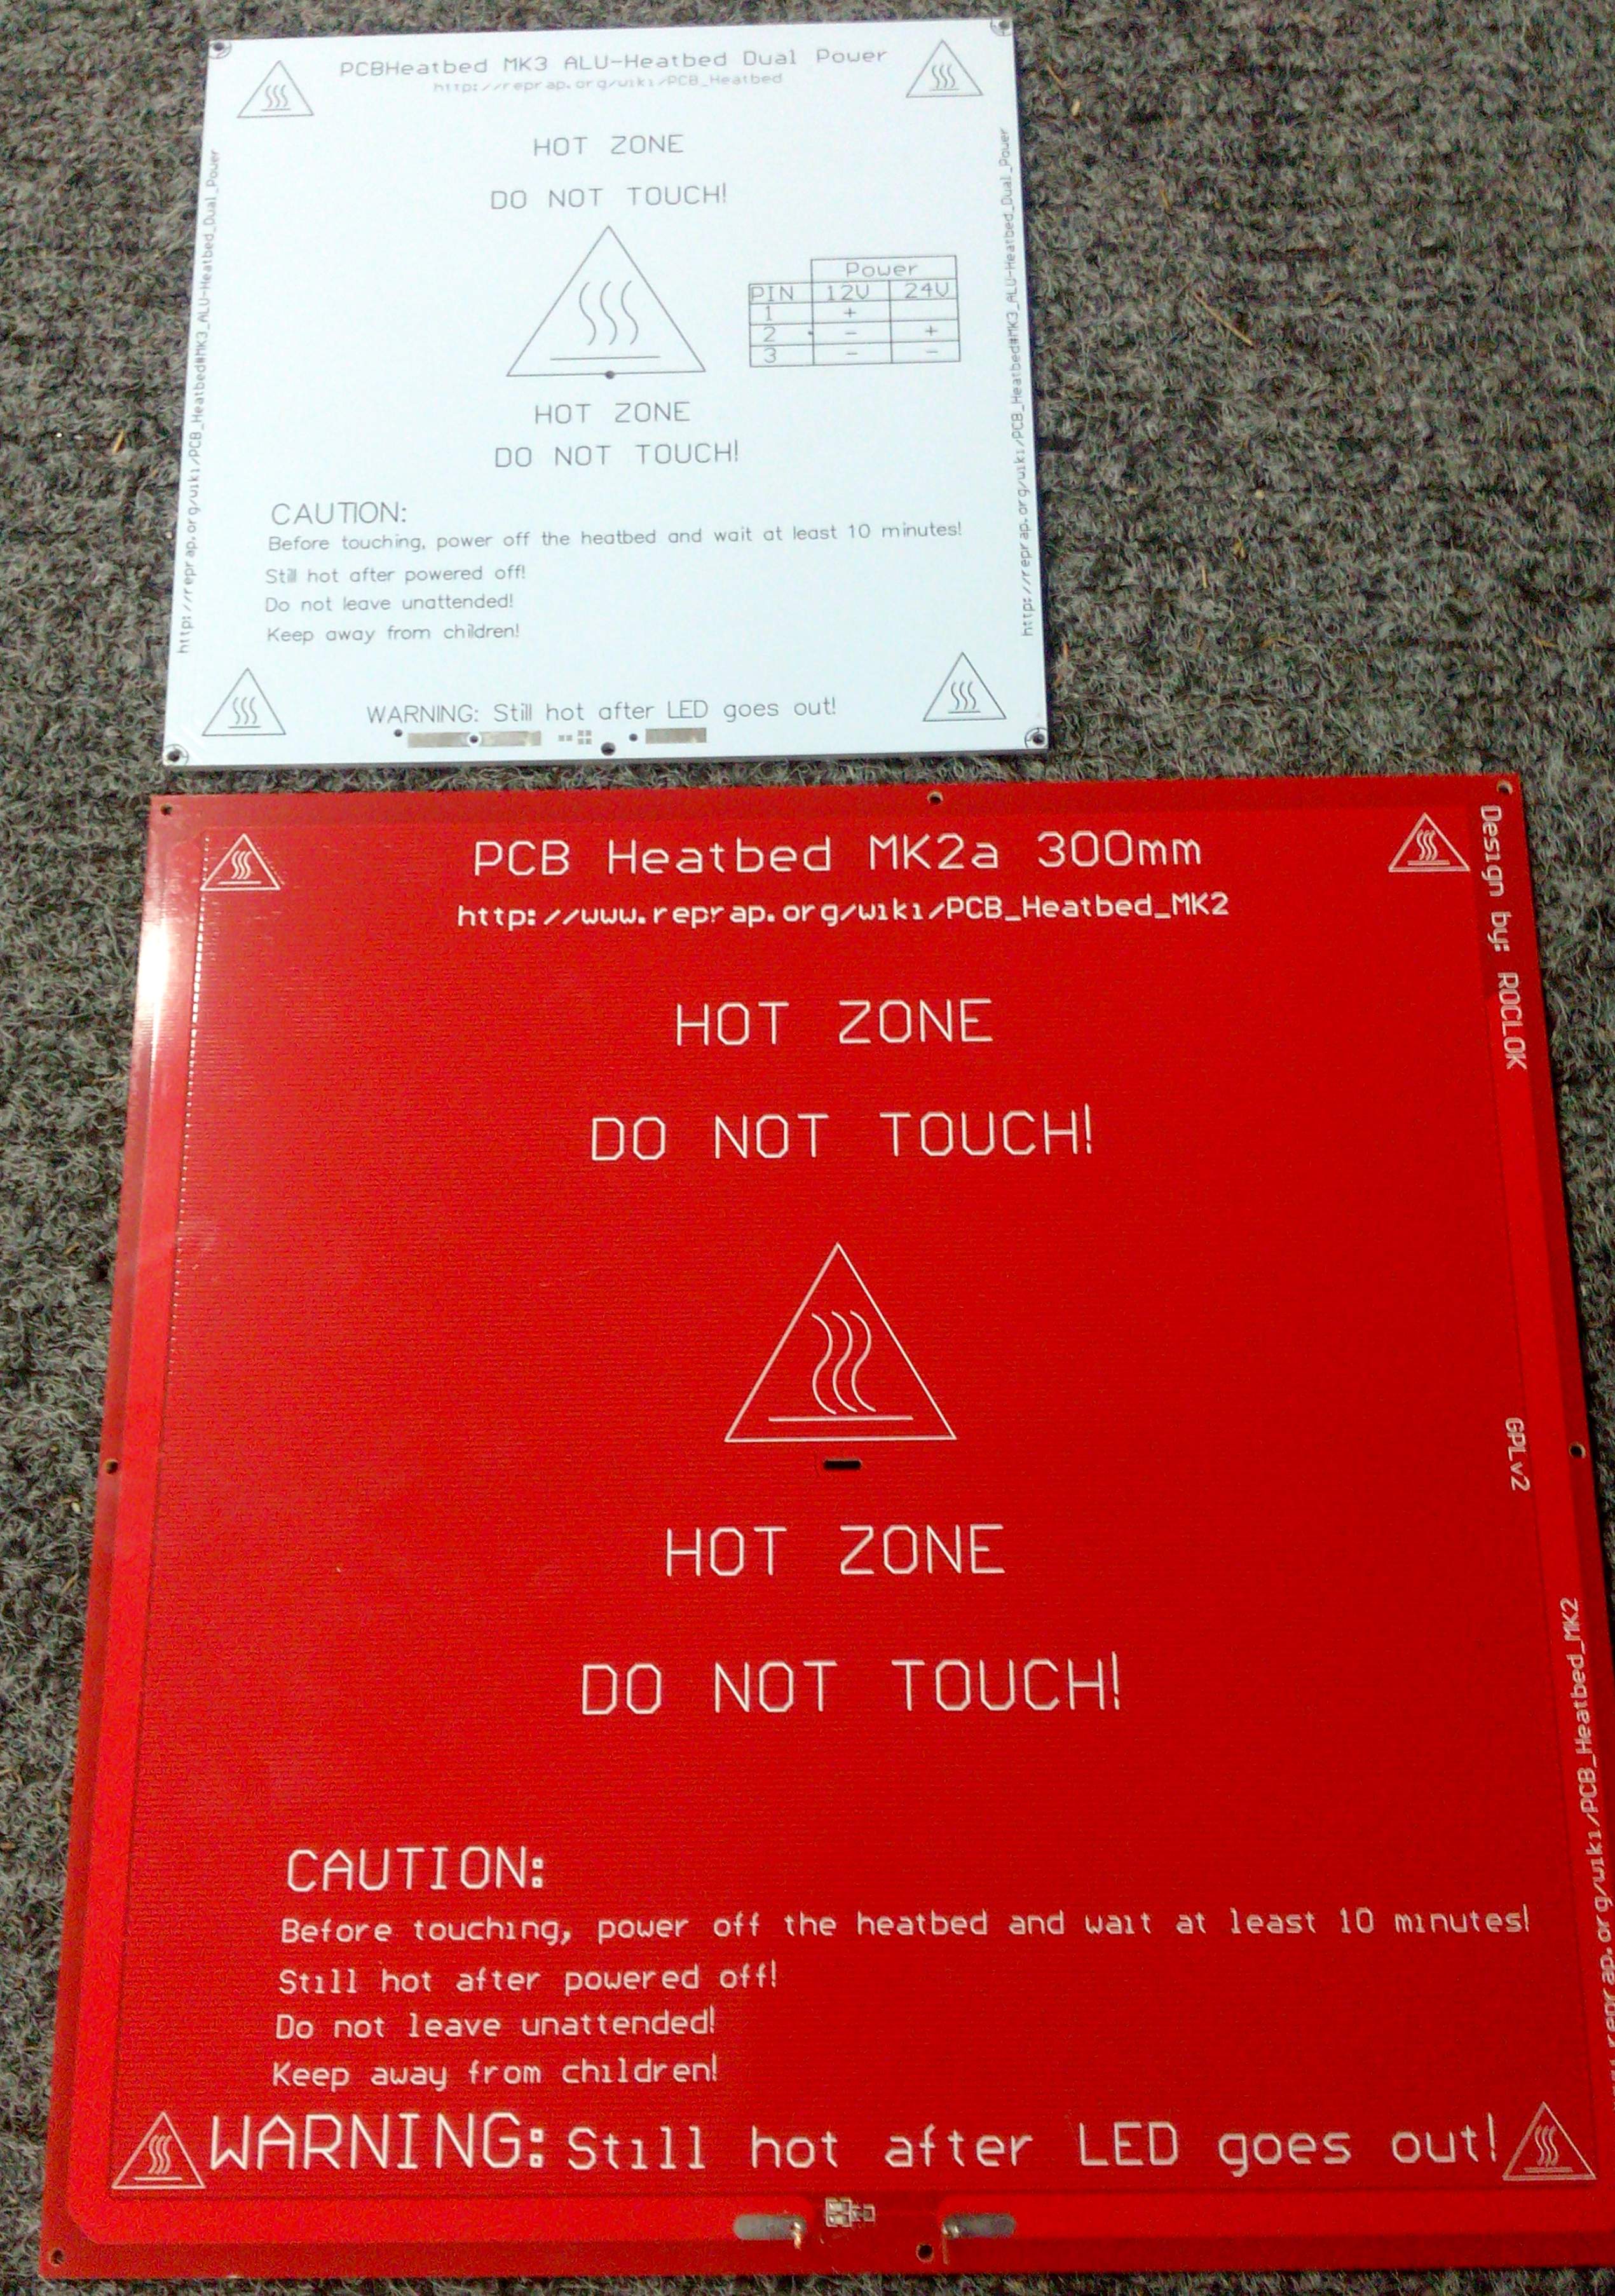 PCBHeatbed MK3 ALU-Heatbed Dual Power
http://reprap.org/wiki/PCB_Heatbed
HOT ZONE
DO NOT TOUCH!
Power
PIN 12V 24V
1 +
2 - +
3 - -
HOT ZONE
DO NOT TOUCH!
CAUTION:
Before touching, power off the heatbed and wait at least 10 minutes!
Still hot after powered off!
Do not leave unattended!
Keep away from children!
WARNING: Still hot after LED goes out!
http://reprap.org/wiki/PCB_Heatbed#MK3_ALU-Heatbed_Dual_Power
http://reprap.org/wiki/PCB_Heatbed#MK3_ALU-Heatbed_Dual_Power
PCB Heatbed MK2a 300mm
http://www.reprap.org/wiki/PCB_Heatbed_MK2
HOT ZONE
DO NOT TOUCH!
HOT ZONE
DO NOT TOUCH!
CAUTION:
Before touching, power off the heatbed and wait at least 10 minutes!
Still hot after powered off!
Do not leave unattended!
Keep away from children!
WARNING: Still hot after LED goes out!
Design by: ROCLOK
GPL v2
reprap.org/wiki/PCB_Heatbed_MK2